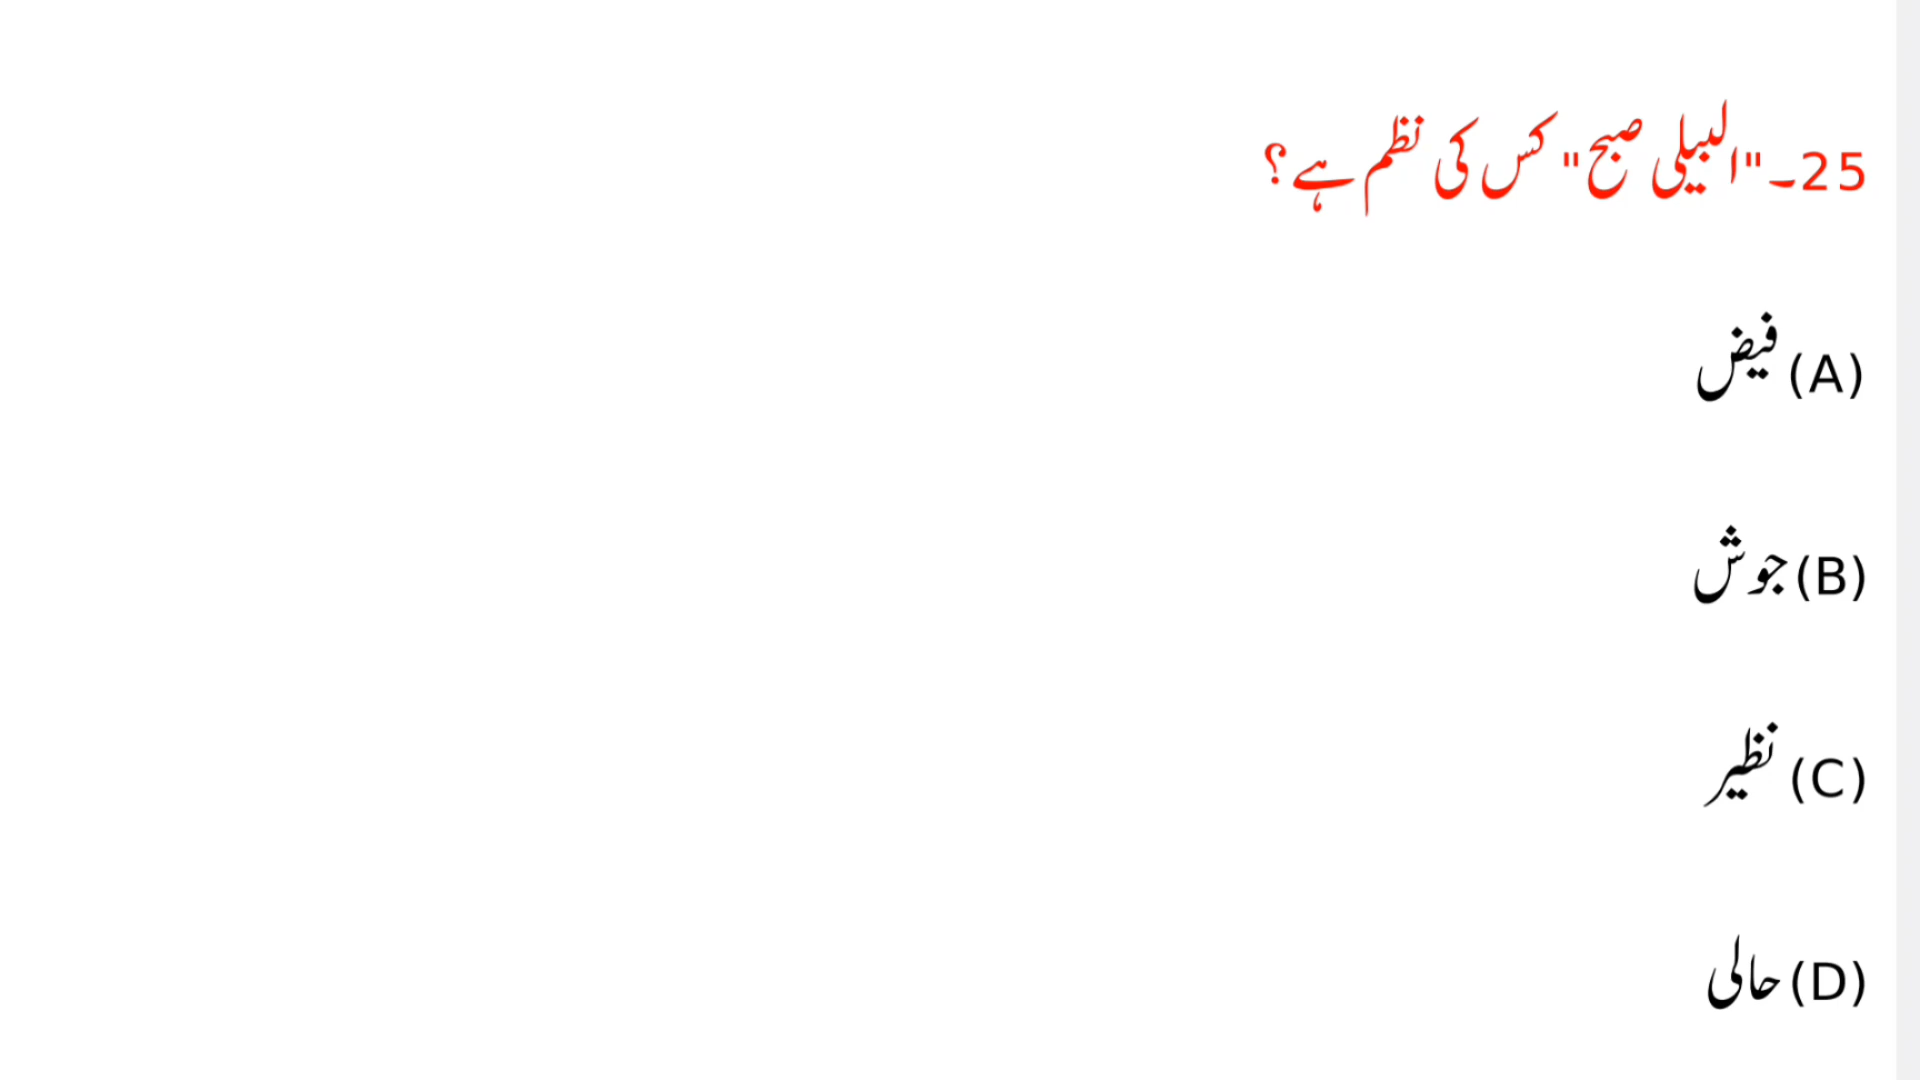 25۔"البیلی صبح" کس کی نظم ہے؟
(A) فیض
(B) جوش
(C) نظیر
(D) حالی